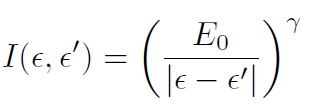 I(ϵ, ϵ′) = (E₀ / |ϵ − ϵ′|)^γ